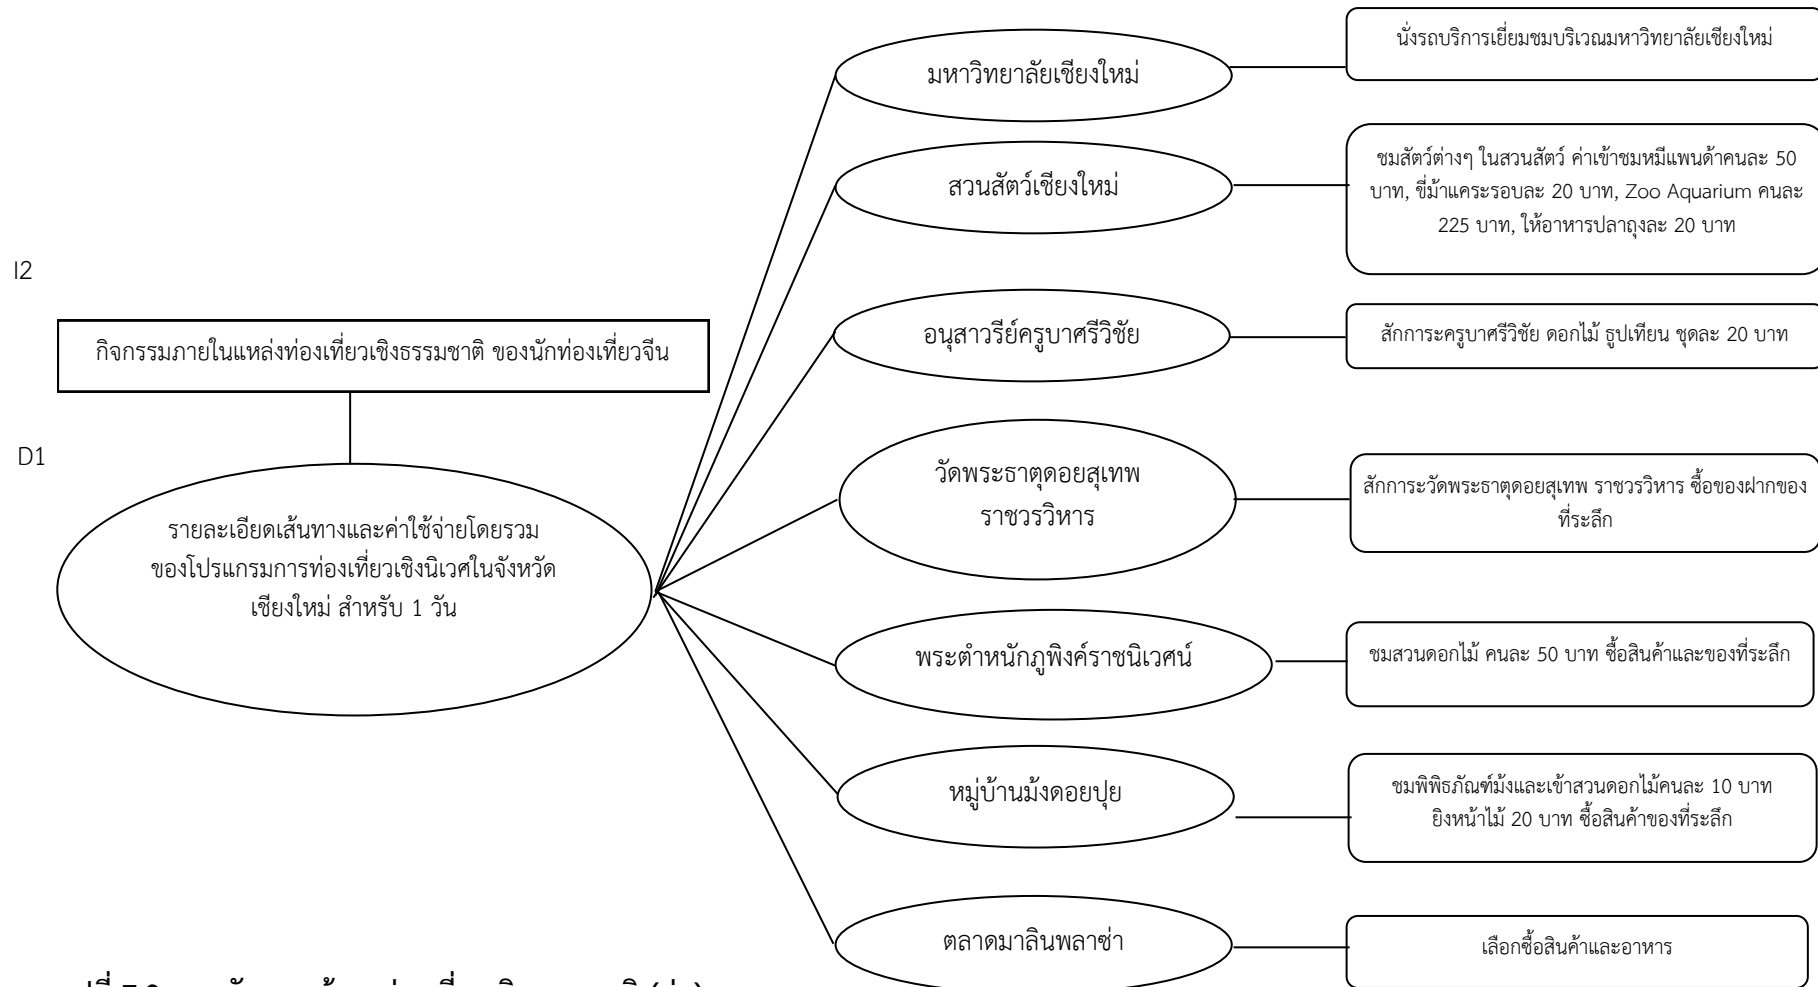 มหาวิทยาลัยเชียงใหม่
นั่งรถบริการเยี่ยมชมบริเวณมหาวิทยาลัยเชียงใหม่
สวนสัตว์เชียงใหม่
ชมสัตว์ต่างๆ ในสวนสัตว์ ค่าเข้าชมหมีแพนด้าคนละ 50
บาท, ขี่ม้าแคระรอบละ 20 บาท, Zoo Aquarium คนละ
225 บาท, ให้อาหารปลาถุงละ 20 บาท
I2
กิจกรรมภายในแหล่งท่องเที่ยวเชิงธรรมชาติ ของนักท่องเที่ยวจีน
อนุสาวรีย์ครูบาศรีวิชัย
สักการะครูบาศรีวิชัย ดอกไม้ ธูปเทียน ชุดละ 20 บาท
D1
รายละเอียดเส้นทางและค่าใช้จ่ายโดยรวม
ของโปรแกรมการท่องเที่ยวเชิงนิเวศในจังหวัด
เชียงใหม่ สำหรับ 1 วัน
วัดพระธาตุดอยสุเทพ
ราชวรวิหาร
สักการะวัดพระธาตุดอยสุเทพ ราชวรวิหาร ซื้อของฝากของ
ที่ระลึก
พระตำหนักภูพิงค์ราชนิเวศน์
ชมสวนดอกไม้ คนละ 50 บาท ซื้อสินค้าและของที่ระลึก
หมู่บ้านม้งดอยปุย
ชมพิพิธภัณฑ์ม้งและเข้าสวนดอกไม้คนละ 10 บาท
ยิงหน้าไม้ 20 บาท ซื้อสินค้าของที่ระลึก
ตลาดมาลินพลาซ่า
เลือกซื้อสินค้าและอาหาร